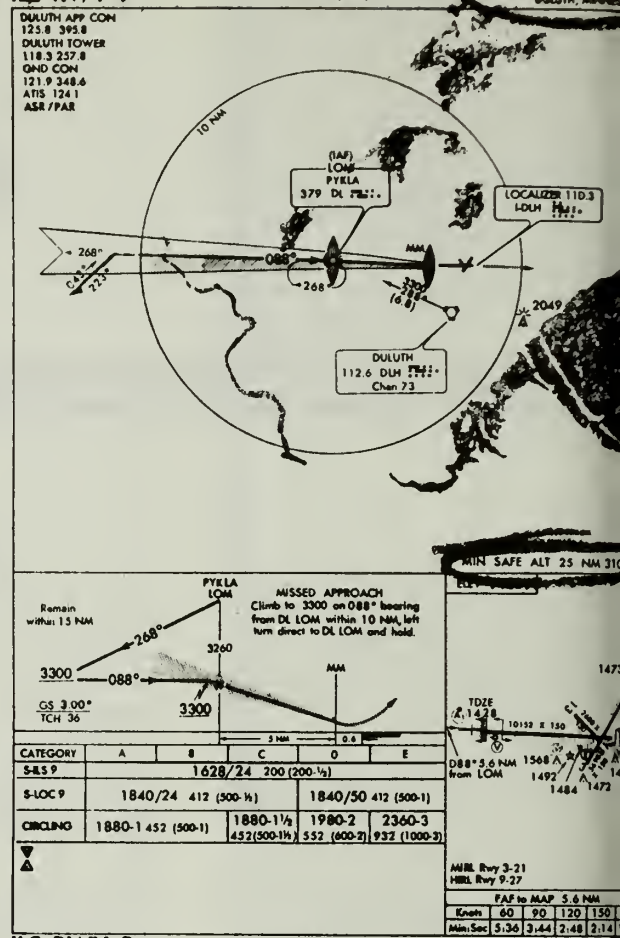 DULUTH APP CON
125.8 395.8
DULUTH TOWER
118.3 257.8
GND CON
121.9 348.6
ATIS 124.1
ASR/PAR
10 NM
(IAF)
LOM
PYKLA
379 DL
LOCALIZER 110.3
I-DLH
MM
268°
088°
043°
223°
268
3300
288°
(6.8)
2049
DULUTH
112.6 DLH
Chan 73
MIN SAFE ALT 25 NM 310
PYKLA
LOM
Remain
within 15 NM
MISSED APPROACH
Climb to 3300 on 088° bearing
from DL LOM within 10 NM, left
turn direct to DL LOM and hold.
268°
3260
MM
3300
088°
3300
GS 3.00°
TCH 36
5 NM 0.6
CATEGORY A B C D E
S-ILS 9 1628/24 200 (200-½)
S-LOC 9 1840/24 412 (500-½) 1840/50 412 (500-1)
CIRCLING 1880-1 452 (500-1) 1880-1½ 452(500-1½) 1980-2 552 (600-2) 2360-3 932 (1000-3)
1473
TDZE
1428
10152 X 150
088° 5.6 NM
from LOM
1568
1492
1484
1472
MIRL Rwy 3-21
HIRL Rwy 9-27
FAF to MAP 5.6 NM
Knots 60 90 120 150
Min:Sec 5:36 3:44 2:48 2:14